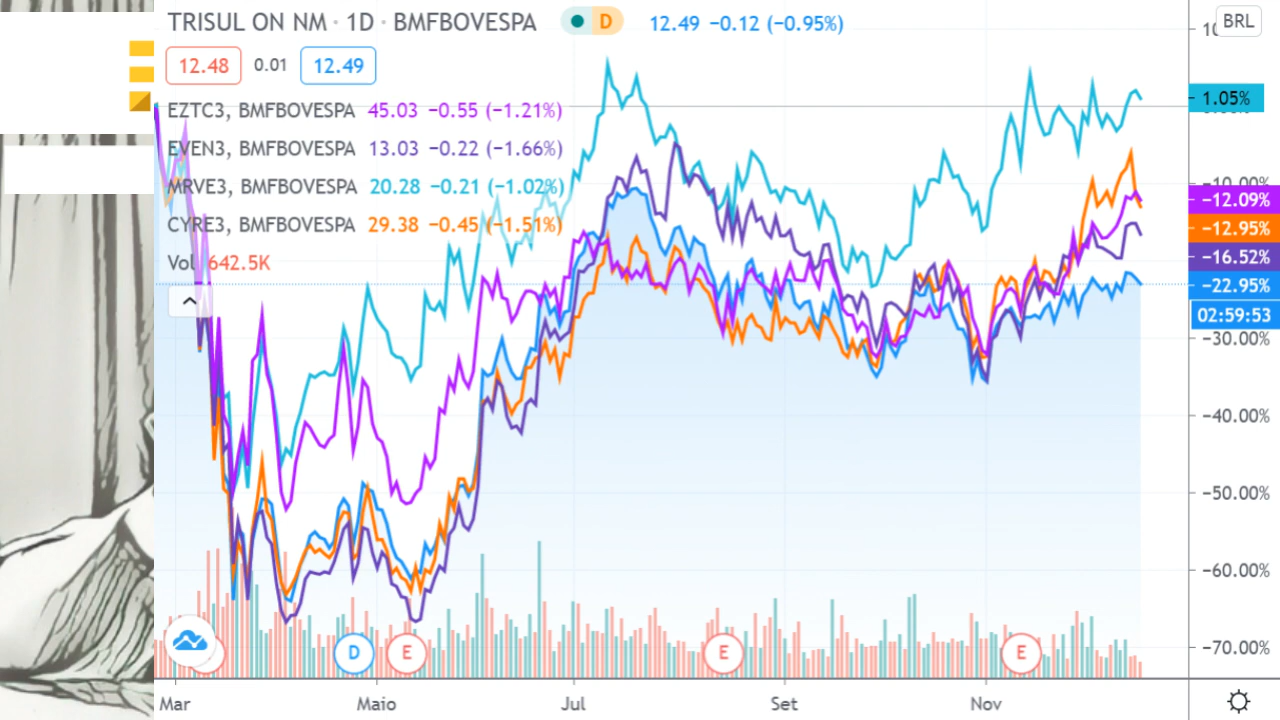 TRISUL ON NM · 1D · BMFBOVESPA D 12.49 −0.12 (−0.95%)
BRL
12.48 0.01 12.49
EZTC3, BMFBOVESPA 45.03 −0.55 (−1.21%)
EVEN3, BMFBOVESPA 13.03 −0.22 (−1.66%)
MRVE3, BMFBOVESPA 20.28 −0.21 (−1.02%)
CYRE3, BMFBOVESPA 29.38 −0.45 (−1.51%)
Vol 642.5K
1.05%
−10.00%
−12.09%
−12.95%
−16.52%
−22.95%
02:59:53
−30.00%
−40.00%
−50.00%
−60.00%
−70.00%
D E E E
Mar Maio Jul Set Nov